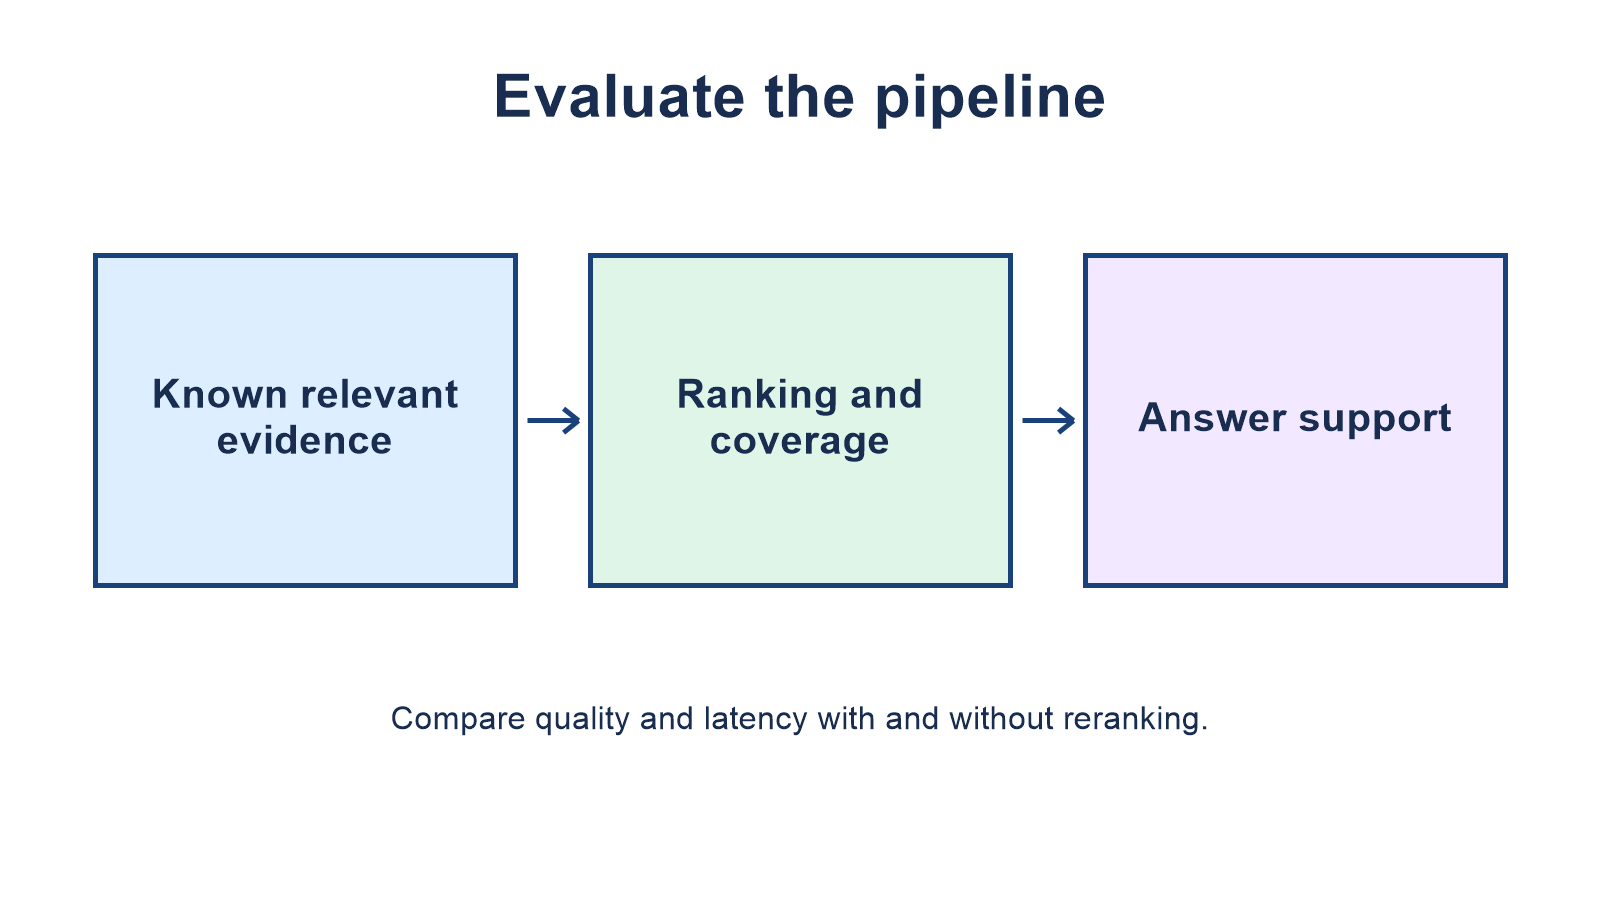 Evaluate the pipeline
Known relevant
evidence
Ranking and
coverage
Answer support
Compare quality and latency with and without reranking.